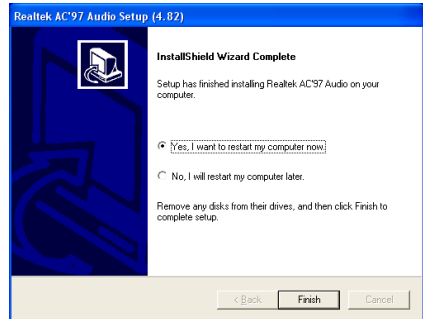 Realtek AC'97 Audio Setup (4.82)
InstallShield Wizard Complete
Setup has finished installing Realtek AC'97 Audio on your
computer.
Yes, I want to restart my computer now.
No, I will restart my computer later.
Remove any disks from their drives, and then click Finish to
complete setup.
< Back
Finish
Cancel